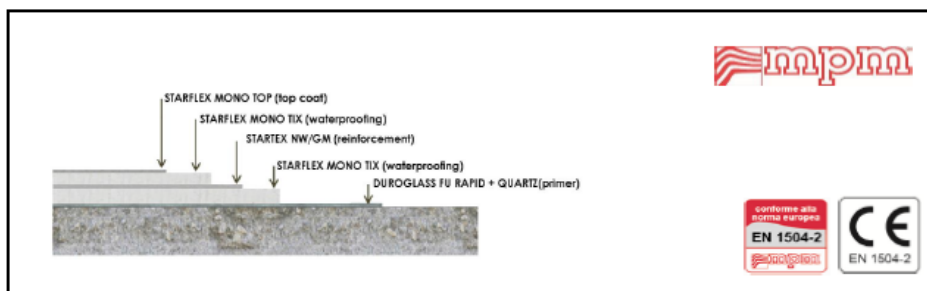 mpm
STARFLEX MONO TOP (top coat)
STARFLEX MONO TIX (waterproofing)
STARTEX NW/GM (reinforcement)
STARFLEX MONO TIX (waterproofing)
DUROGLASS FU RAPID + QUARTZ(primer)
conforme alla
norma europea
EN 1504-2
mpm
CE
EN 1504-2